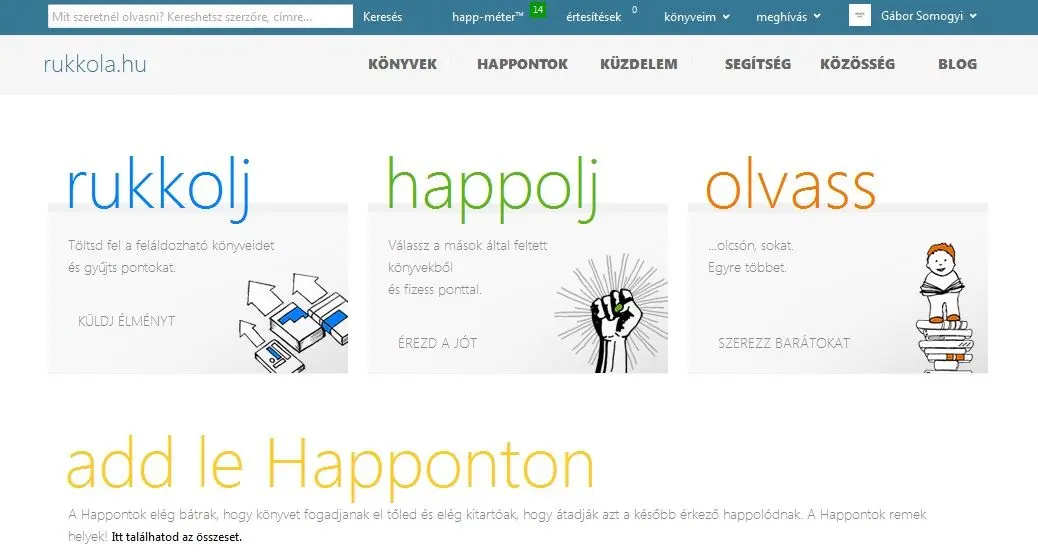 Mit szeretnél olvasni? Kereshetsz szerzőre, címre... Keresés happ-méter™ 14 értesítések 0 könyveim meghívás Gábor Somogyi
rukkola.hu KÖNYVEK HAPPONTOK KÜZDELEM SEGÍTSÉG KÖZÖSSÉG BLOG
rukkolj
Töltsd fel a feláldozható könyveidet
és gyűjts pontokat.
KÜLDJ ÉLMÉNYT
happolj
Válassz a mások által feltett
könyvekből
és fizess ponttal.
ÉREZD A JÓT
olvass
...olcsón, sokat.
Egyre többet.
SZEREZZ BARÁTOKAT
add le Happonton
A Happontok elég bátrak, hogy könyvet fogadjanak el tőled és elég kitartóak, hogy átadják azt a később érkező happolódnak. A Happontok remek
helyek! Itt találhatod az összeset.